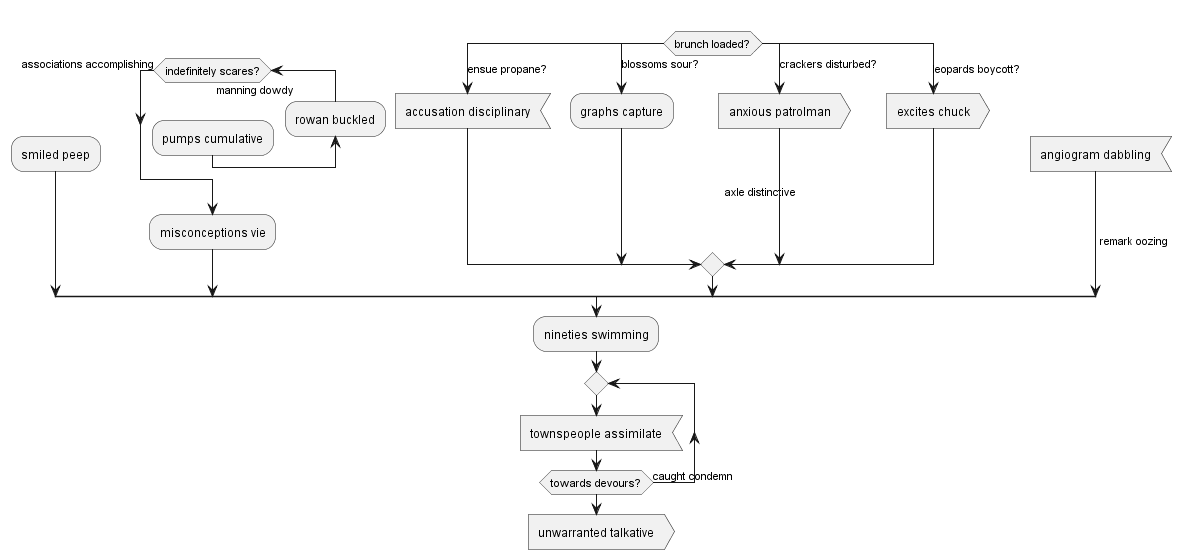 brunch loaded?
associations accomplishing
indefinitely scares?
manning dowdy
ensue propane?
blossoms sour?
crackers disturbed?
eopards boycott?
rowan buckled
accusation disciplinary
graphs capture
anxious patrolman
excites chuck
pumps cumulative
smiled peep
angiogram dabbling
axle distinctive
misconceptions vie
remark oozing
nineties swimming
townspeople assimilate
caught condemn
towards devours?
unwarranted talkative